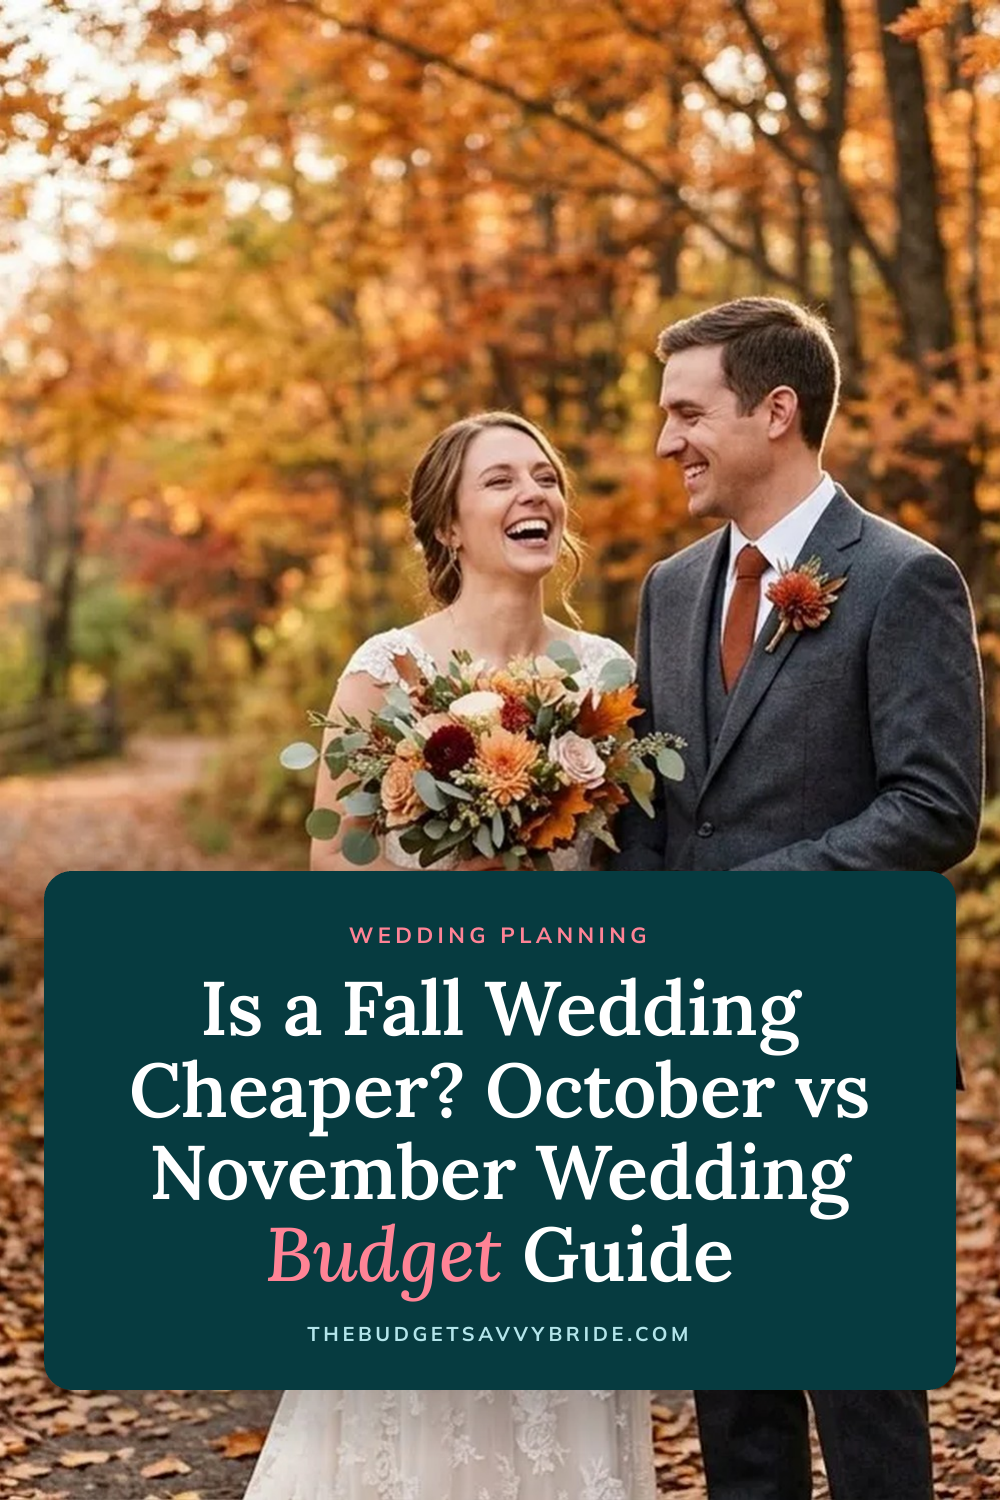 WEDDING PLANNING
Is a Fall Wedding
Cheaper? October vs
November Wedding
Budget Guide
THEBUDGETSAVVYBRIDE.COM